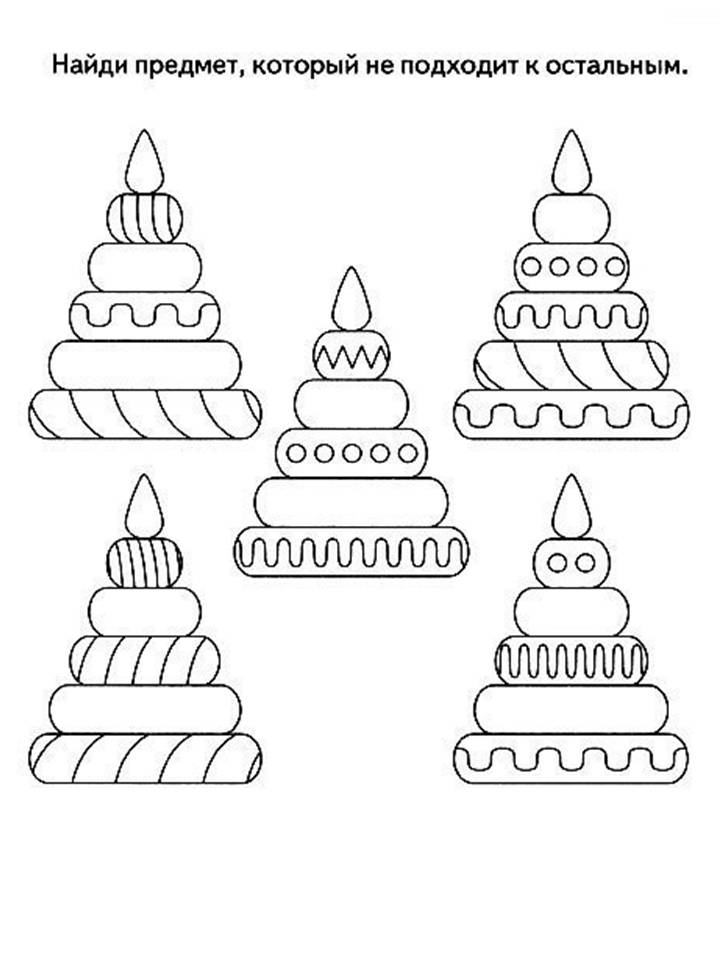 Найди предмет, который не подходит к остальным.